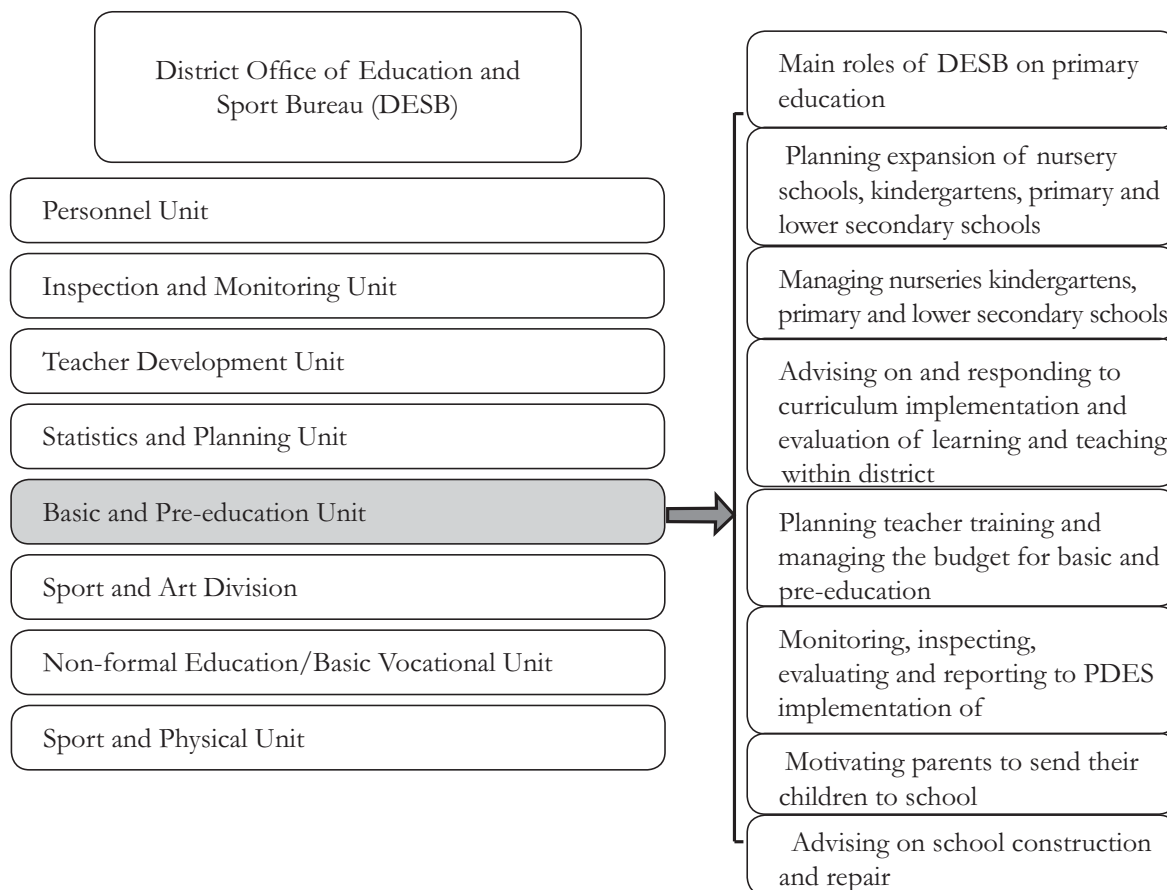 District Office of Education and
Sport Bureau (DESB)
Personnel Unit
Inspection and Monitoring Unit
Teacher Development Unit
Statistics and Planning Unit
Basic and Pre-education Unit
Sport and Art Division
Non-formal Education/Basic Vocational Unit
Sport and Physical Unit
Main roles of DESB on primary
education
Planning expansion of nursery
schools, kindergartens, primary and
lower secondary schools
Managing nurseries kindergartens,
primary and lower secondary schools
Advising on and responding to
curriculum implementation and
evaluation of learning and teaching
within district
Planning teacher training and
managing the budget for basic and
pre-education
Monitoring, inspecting,
evaluating and reporting to PDES
implementation of
Motivating parents to send their
children to school
Advising on school construction
and repair